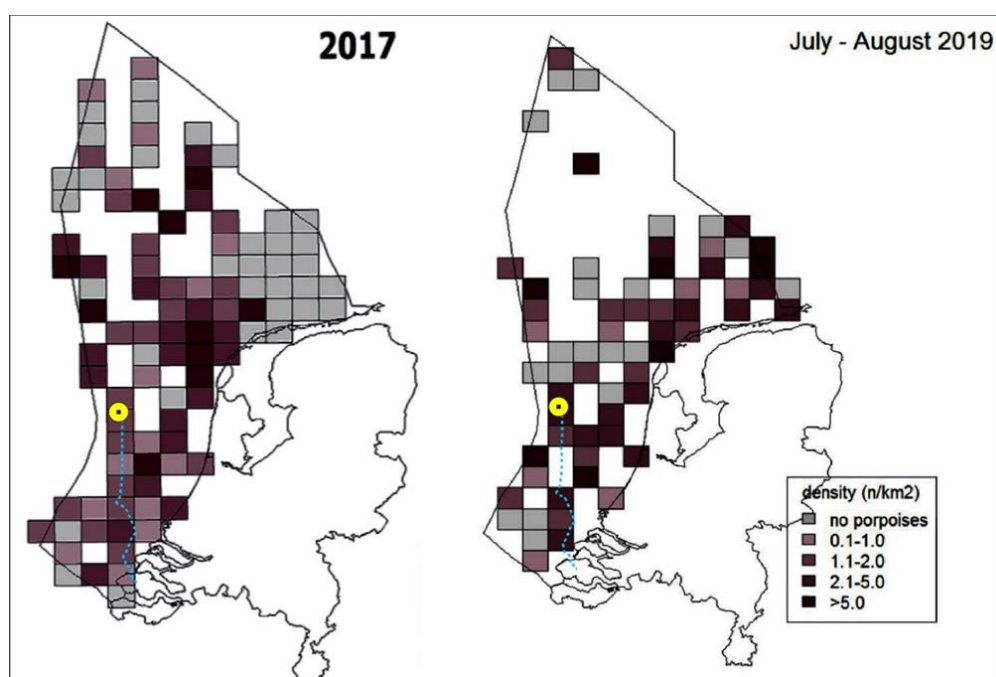 2017
July - August 2019
density (n/km2)
no porpoises
0.1-1.0
1.1-2.0
2.1-5.0
>5.0